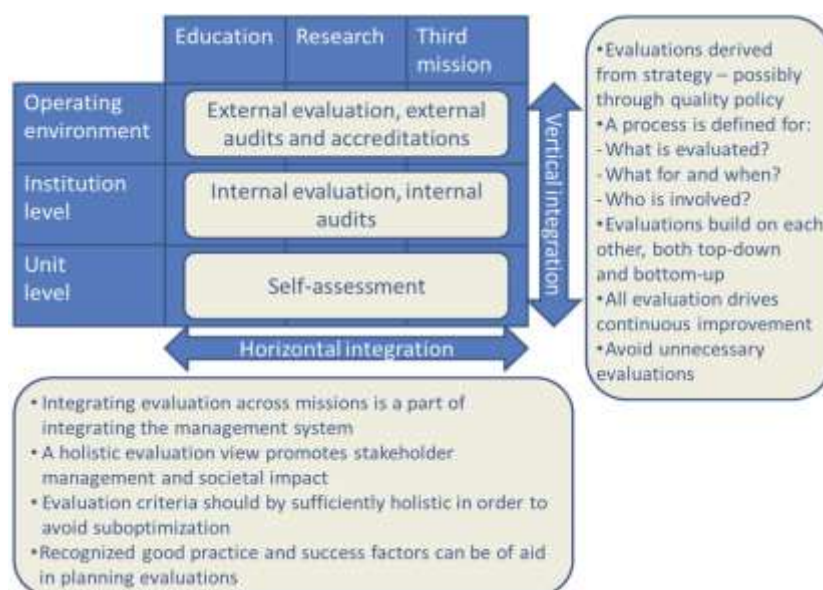 Education
Research
Third
mission
Operating
environment
External evaluation, external
audits and accreditations
Institution
level
Internal evaluation, internal
audits
Unit
level
Self-assessment
Vertical integration
Horizontal integration
•Evaluations derived
from strategy – possibly
through quality policy
•A process is defined for:
- What is evaluated?
- What for and when?
- Who is involved?
•Evaluations build on each
other, both top-down
and bottom-up
•All evaluation drives
continuous improvement
•Avoid unnecessary
evaluations
• Integrating evaluation across missions is a part of
integrating the management system
• A holistic evaluation view promotes stakeholder
management and societal impact
• Evaluation criteria should by sufficiently holistic in order to
avoid suboptimization
• Recognized good practice and success factors can be of aid
in planning evaluations